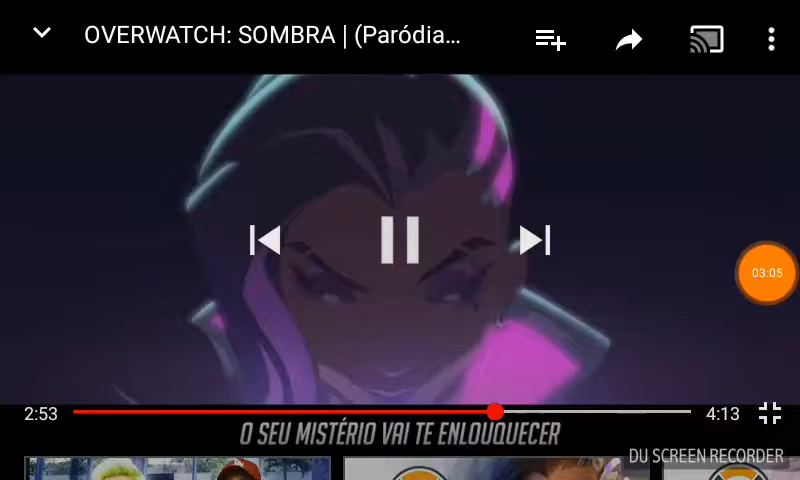 OVERWATCH: SOMBRA | (Paródia...
03:05
2:53
4:13
O SEU MISTÉRIO VAI TE ENLOUQUECER
DU SCREEN RECORDER